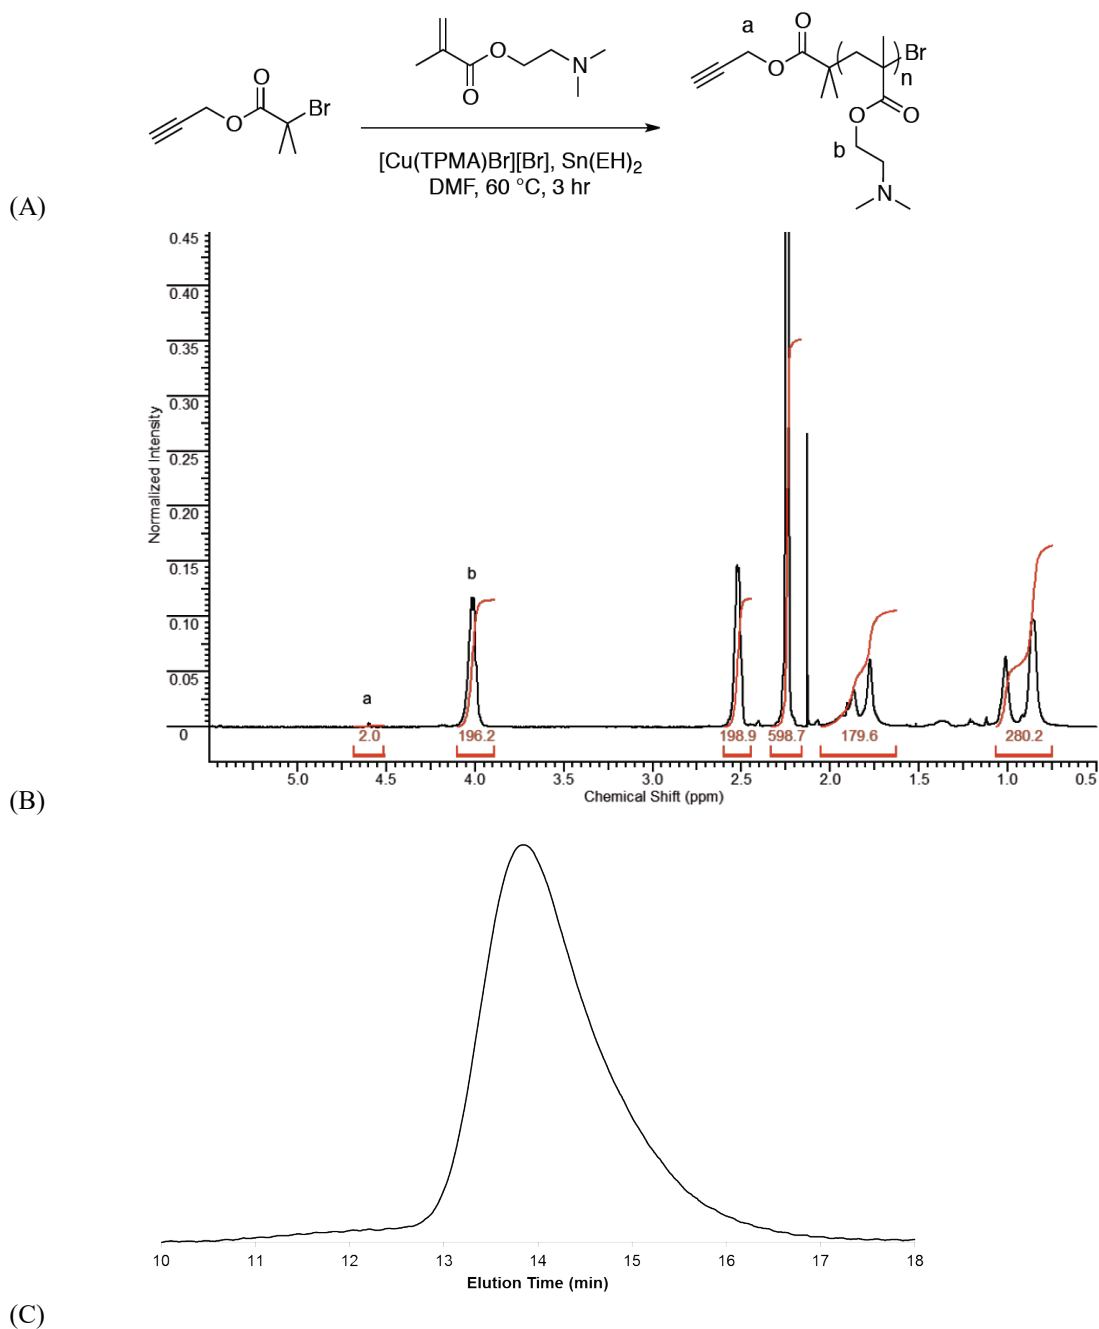 a
O
O
Br
n
O
O
b
N
O
O
N
O
O
Br
[Cu(TPMA)Br][Br], Sn(EH)2
DMF, 60 °C, 3 hr
(A)
0.45
0.40
0.35
0.30
0.25
0.20
0.15
0.10
0.05
0
Normalized Intensity
a
b
2.0
196.2
198.9
598.7
179.6
280.2
5.0
4.5
4.0
3.5
3.0
2.5
2.0
1.5
1.0
0.5
Chemical Shift (ppm)
(B)
10
11
12
13
14
15
16
17
18
Elution Time (min)
(C)